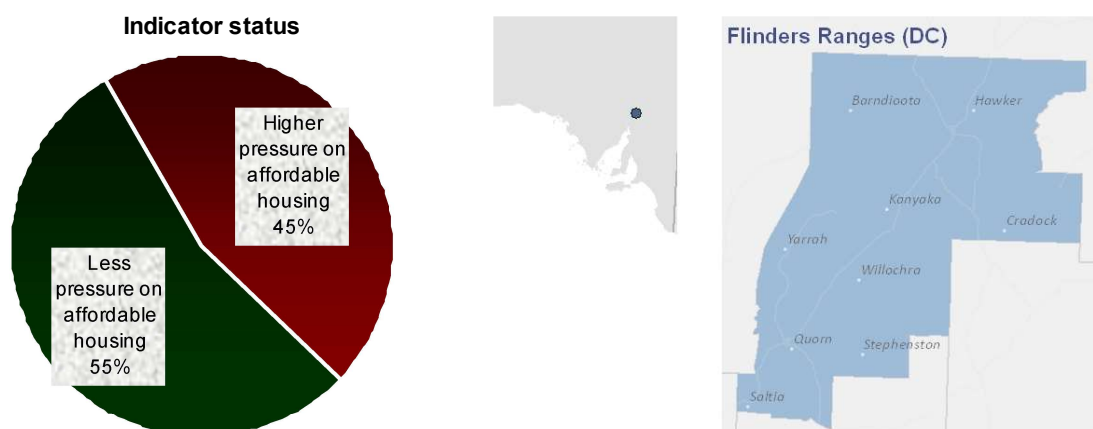 Indicator status
Higher
pressure on
affordable
housing
45%
Less
pressure on
affordable
housing
55%
Flinders Ranges (DC)
Barndioota
Hawker
Kanyaka
Cradock
Yarrah
Willochra
Quorn
Stephenston
Saltia